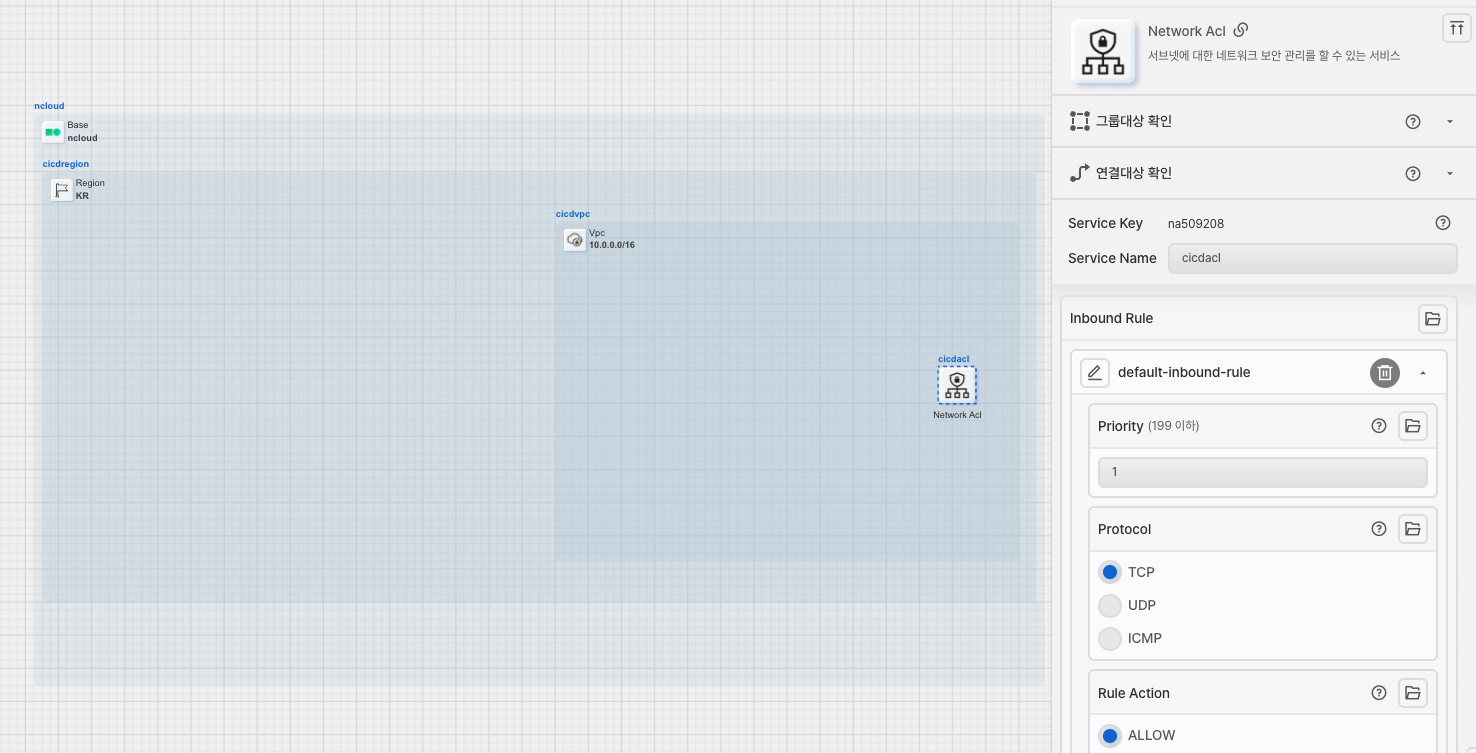 ncloud
Base
ncloud
cicdregion
Region
KR
cicdvpc
Vpc
10.0.0.0/16
cicdacl
Network Acl
Network Acl
서브넷에 대한 네트워크 보안 관리를 할 수 있는 서비스
그룹대상 확인
연결대상 확인
Service Key na509208
Service Name cicdacl
Inbound Rule
default-inbound-rule
Priority (199 이하)
1
Protocol
TCP
UDP
ICMP
Rule Action
ALLOW